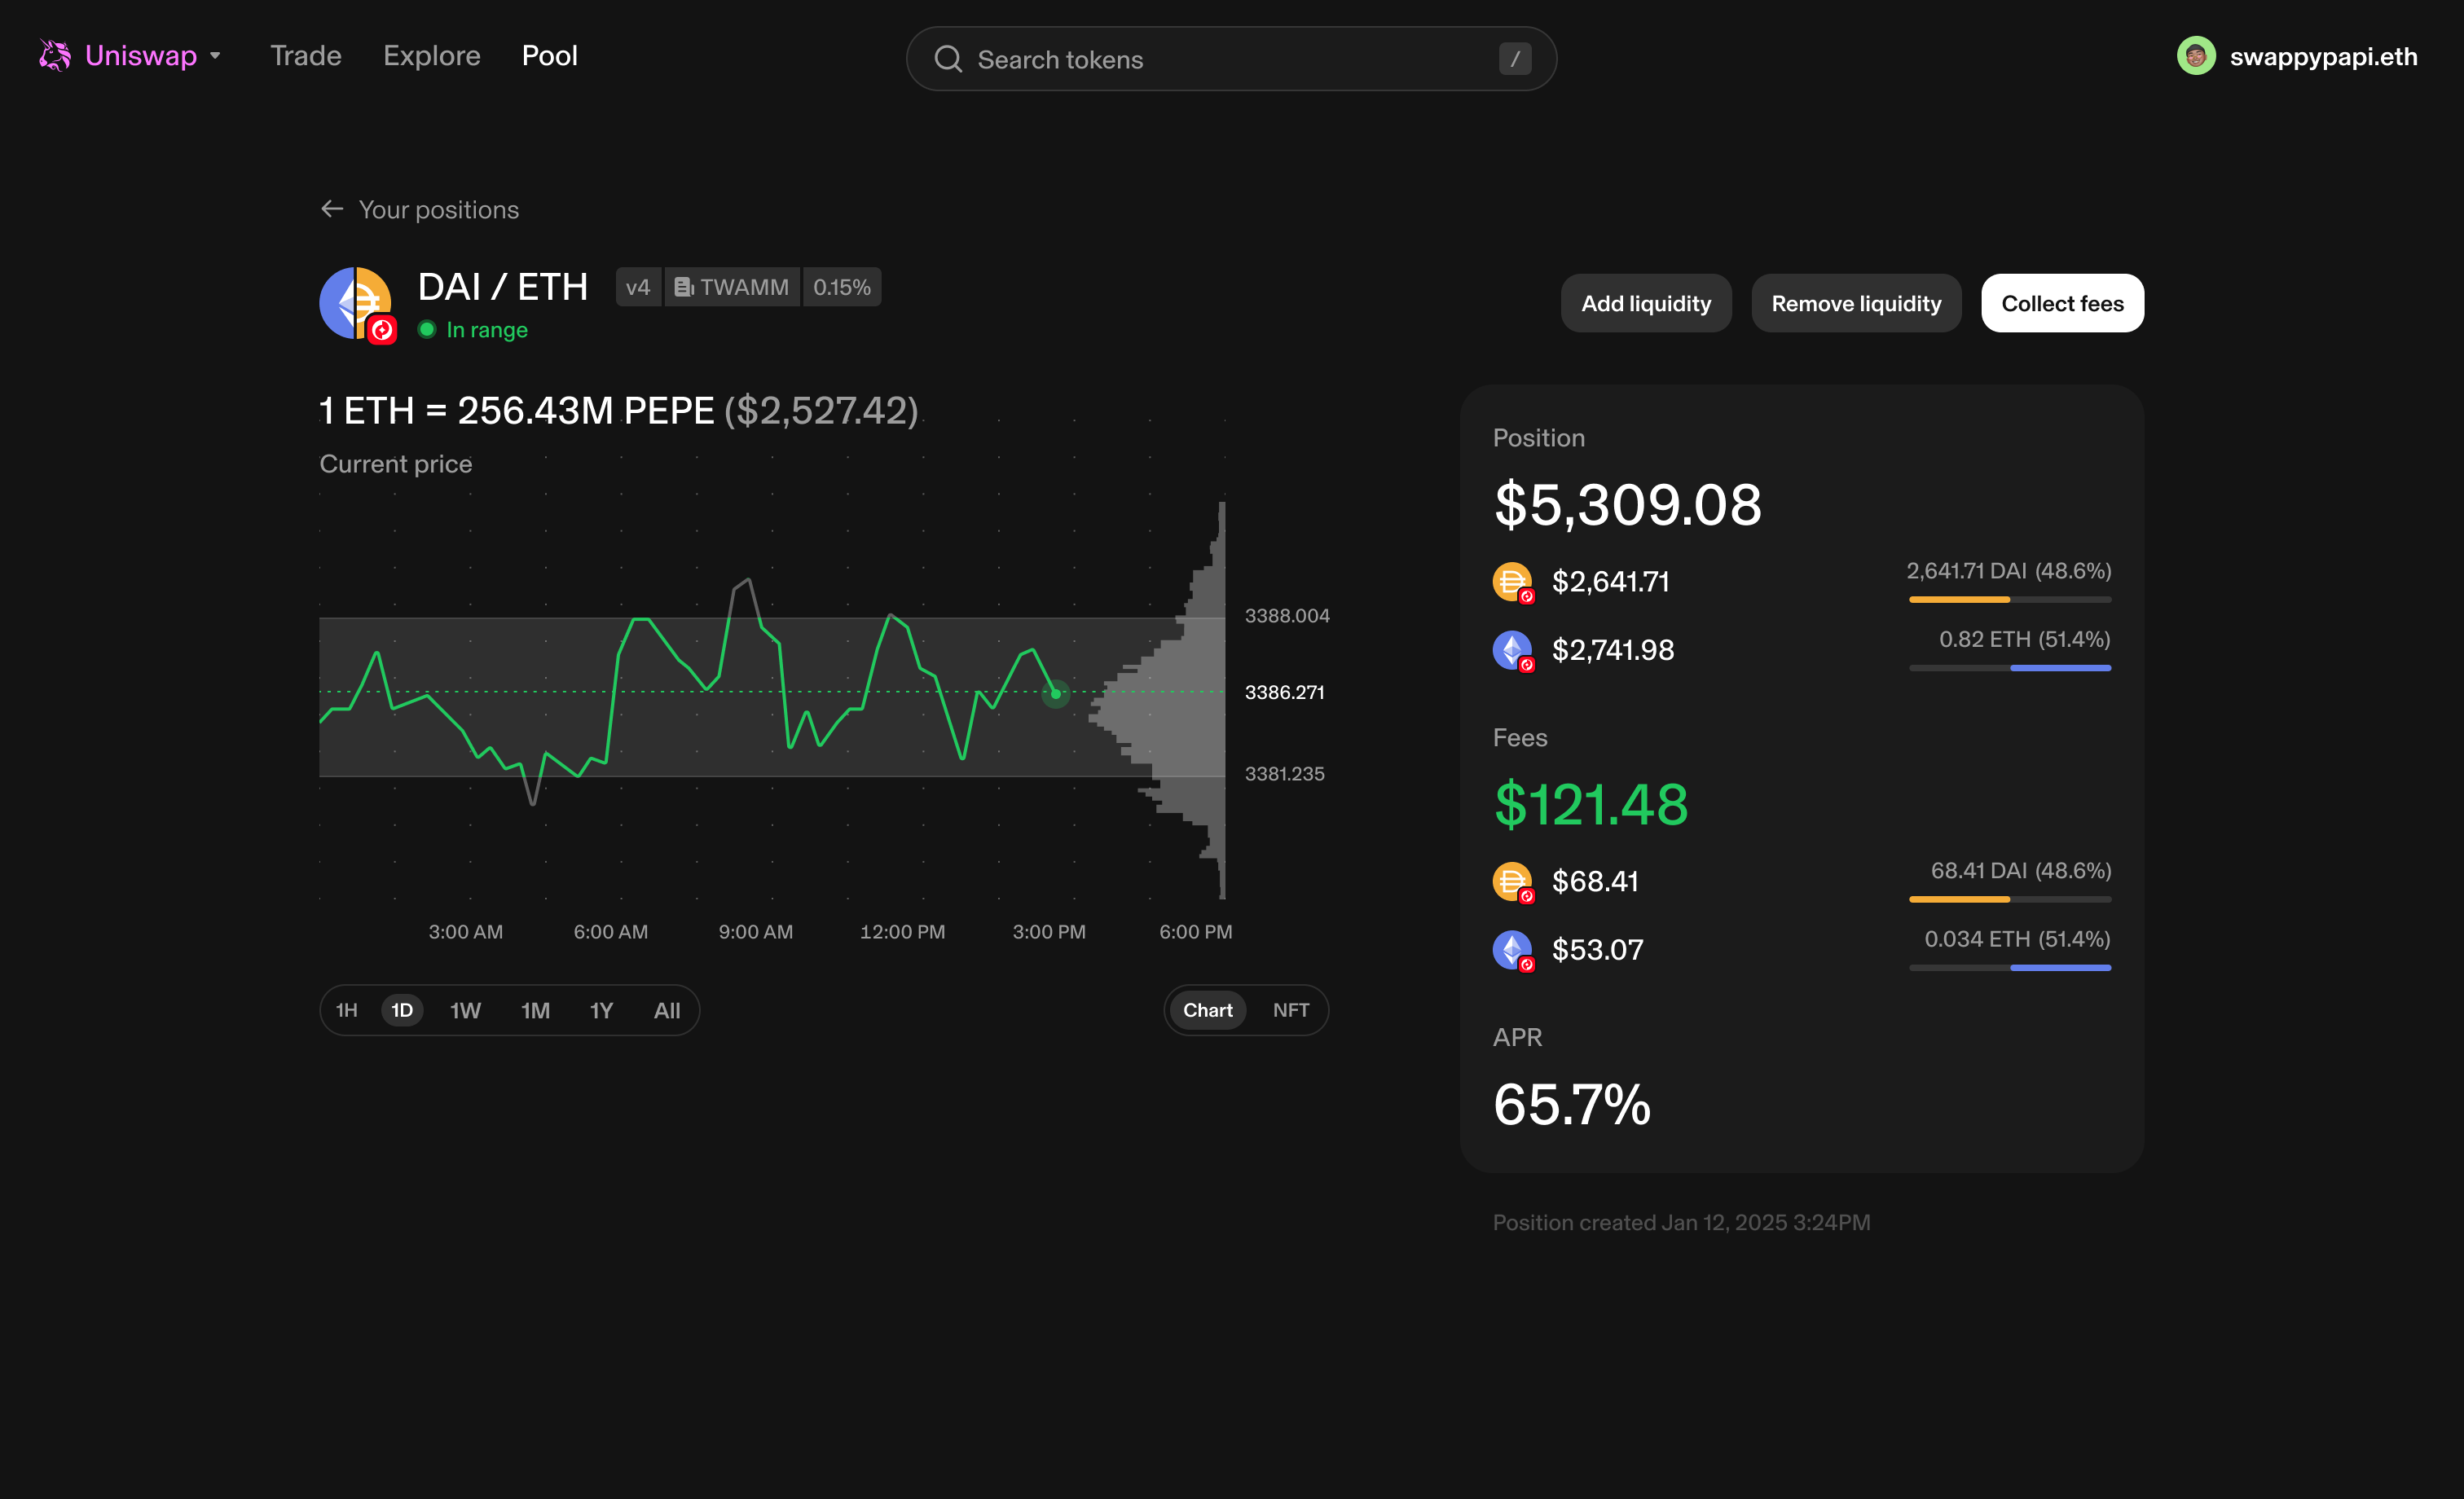 Uniswap
Trade
Explore
Pool
Search tokens
/
swappypapi.eth
Your positions
DAI / ETH
v4
TWAMM
0.15%
In range
Add liquidity
Remove liquidity
Collect fees
1 ETH = 256.43M PEPE ($2,527.42)
Current price
3388.004
3386.271
3381.235
3:00 AM
6:00 AM
9:00 AM
12:00 PM
3:00 PM
6:00 PM
1H
1D
1W
1M
1Y
All
Chart
NFT
Position
$5,309.08
$2,641.71
2,641.71 DAI (48.6%)
$2,741.98
0.82 ETH (51.4%)
Fees
$121.48
$68.41
68.41 DAI (48.6%)
$53.07
0.034 ETH (51.4%)
APR
65.7%
Position created Jan 12, 2025 3:24PM